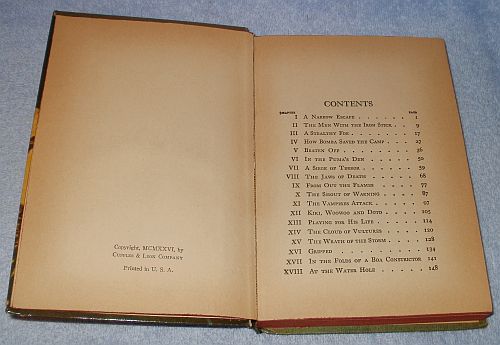 Copyright, MCMXXVI, by
CUPPLES & LEON COMPANY
Printed in U. S. A.
CONTENTS
CHAPTER PAGE
I A NARROW ESCAPE . . . . . . 1
II THE MEN WITH THE IRON STICK . . 9
III A STEALTHY FOE . . . . . . 17
IV HOW BOMBA SAVED THE CAMP . . . 27
V BEATEN OFF . . . . . . . 36
VI IN THE PUMA'S DEN . . . . . 50
VII A SIEGE OF TERROR . . . . . 59
VIII THE JAWS OF DEATH . . . . . 68
IX FROM OUT THE FLAMES . . . . 77
X THE SHOUT OF WARNING . . . . 87
XI THE VAMPIRES ATTACK . . . . 97
XII KIKI, WOOWOO AND DOTO . . . . 105
XIII PLAYING FOR HIS LIFE . . . . 114
XIV THE CLOUD OF VULTURES . . . . 120
XV THE WRATH OF THE STORM . . . 128
XVI GRIPPED . . . . . . . . 134
XVII IN THE FOLDS OF A BOA CONSTRICTOR 141
XVIII AT THE WATER HOLE . . . . . 148